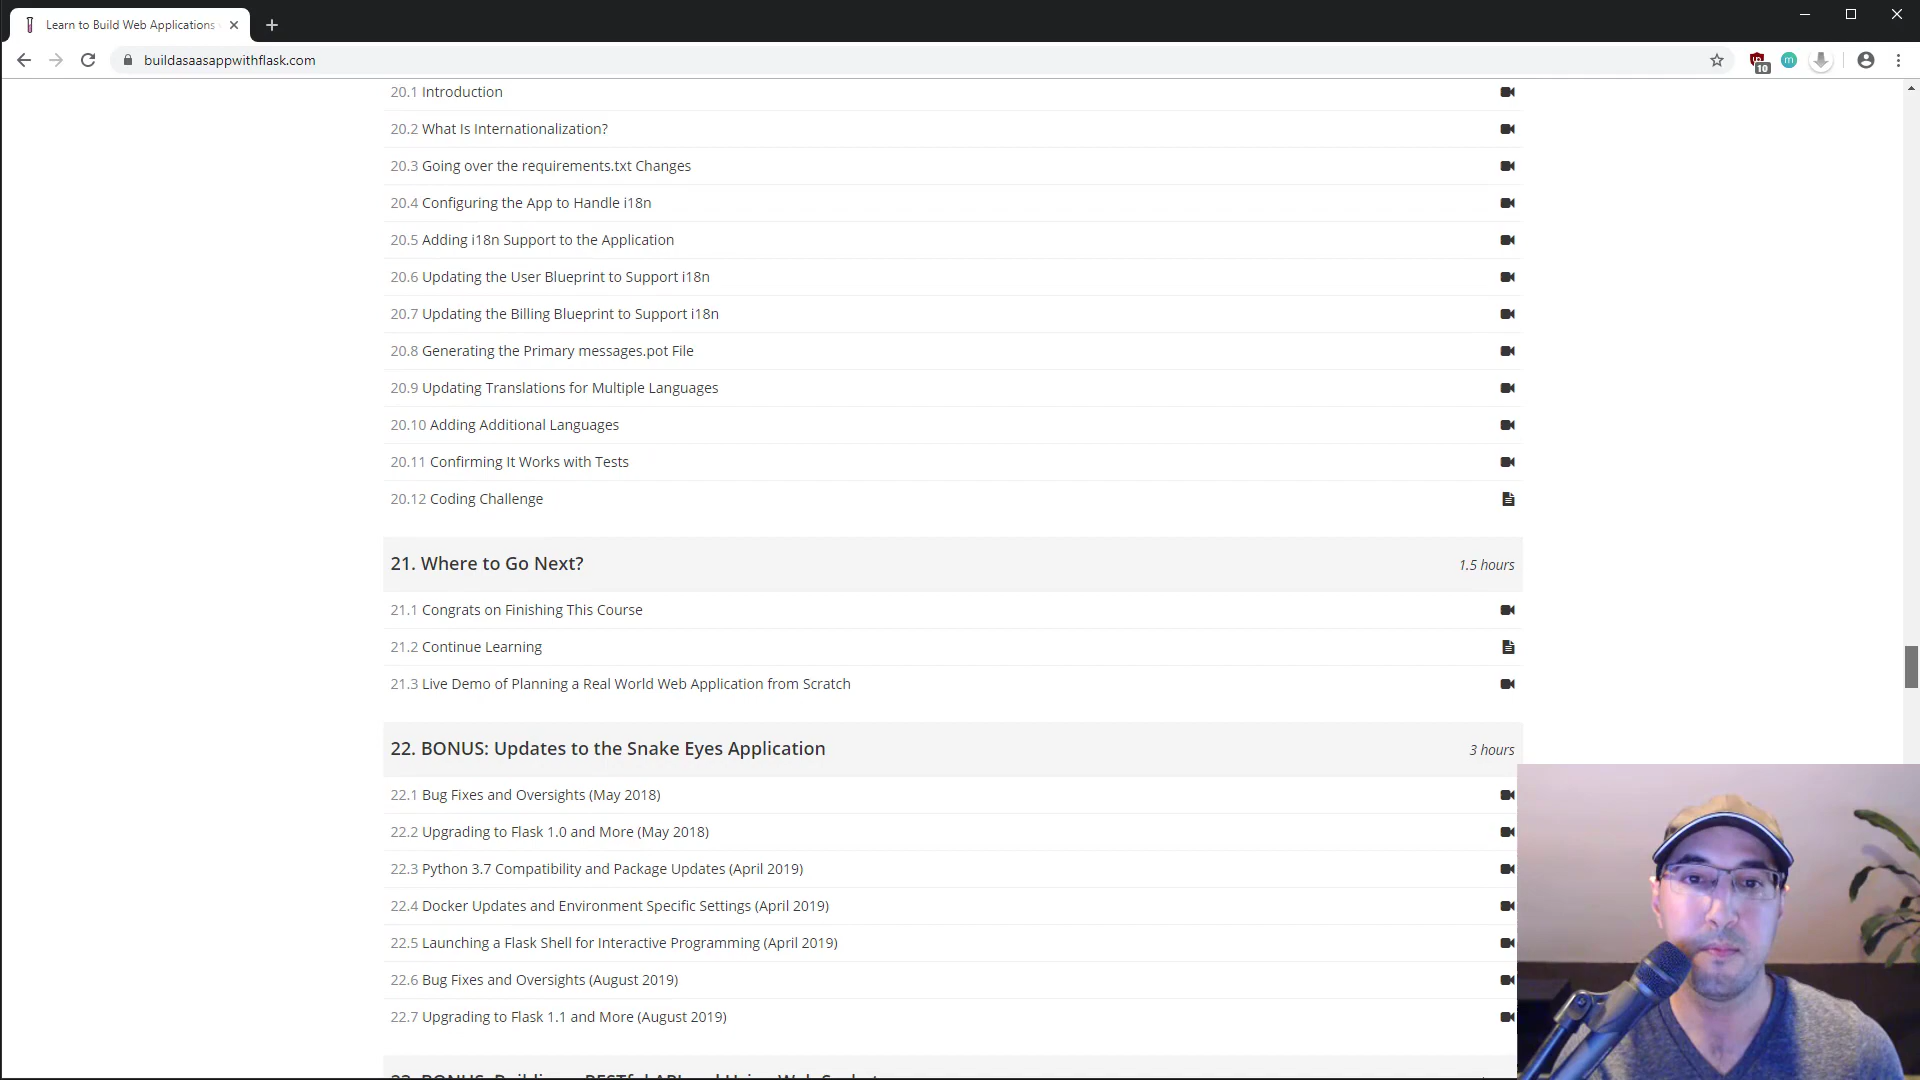 Learn to Build Web Applications
buildasaasappwithflask.com
10
m
20.1 Introduction
20.2 What Is Internationalization?
20.3 Going over the requirements.txt Changes
20.4 Configuring the App to Handle i18n
20.5 Adding i18n Support to the Application
20.6 Updating the User Blueprint to Support i18n
20.7 Updating the Billing Blueprint to Support i18n
20.8 Generating the Primary messages.pot File
20.9 Updating Translations for Multiple Languages
20.10 Adding Additional Languages
20.11 Confirming It Works with Tests
20.12 Coding Challenge
21. Where to Go Next? 1.5 hours
21.1 Congrats on Finishing This Course
21.2 Continue Learning
21.3 Live Demo of Planning a Real World Web Application from Scratch
22. BONUS: Updates to the Snake Eyes Application 3 hours
22.1 Bug Fixes and Oversights (May 2018)
22.2 Upgrading to Flask 1.0 and More (May 2018)
22.3 Python 3.7 Compatibility and Package Updates (April 2019)
22.4 Docker Updates and Environment Specific Settings (April 2019)
22.5 Launching a Flask Shell for Interactive Programming (April 2019)
22.6 Bug Fixes and Oversights (August 2019)
22.7 Upgrading to Flask 1.1 and More (August 2019)